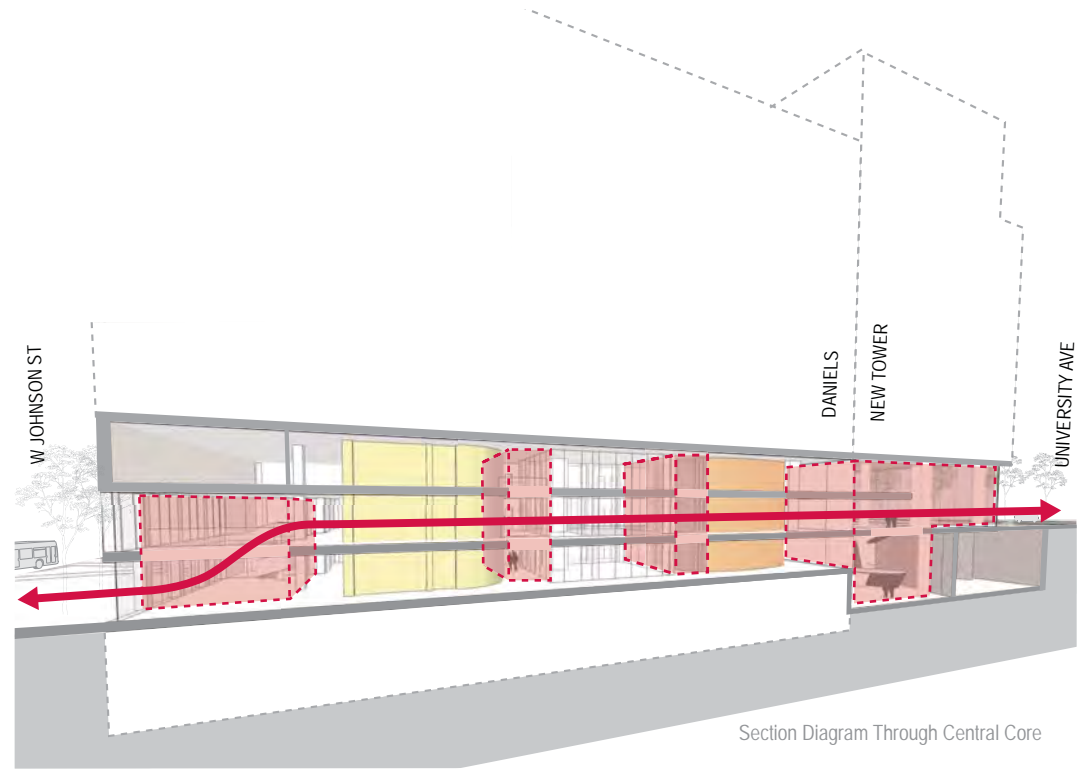 W JOHNSON ST
DANIELS
NEW TOWER
UNIVERSITY AVE
Section Diagram Through Central Core